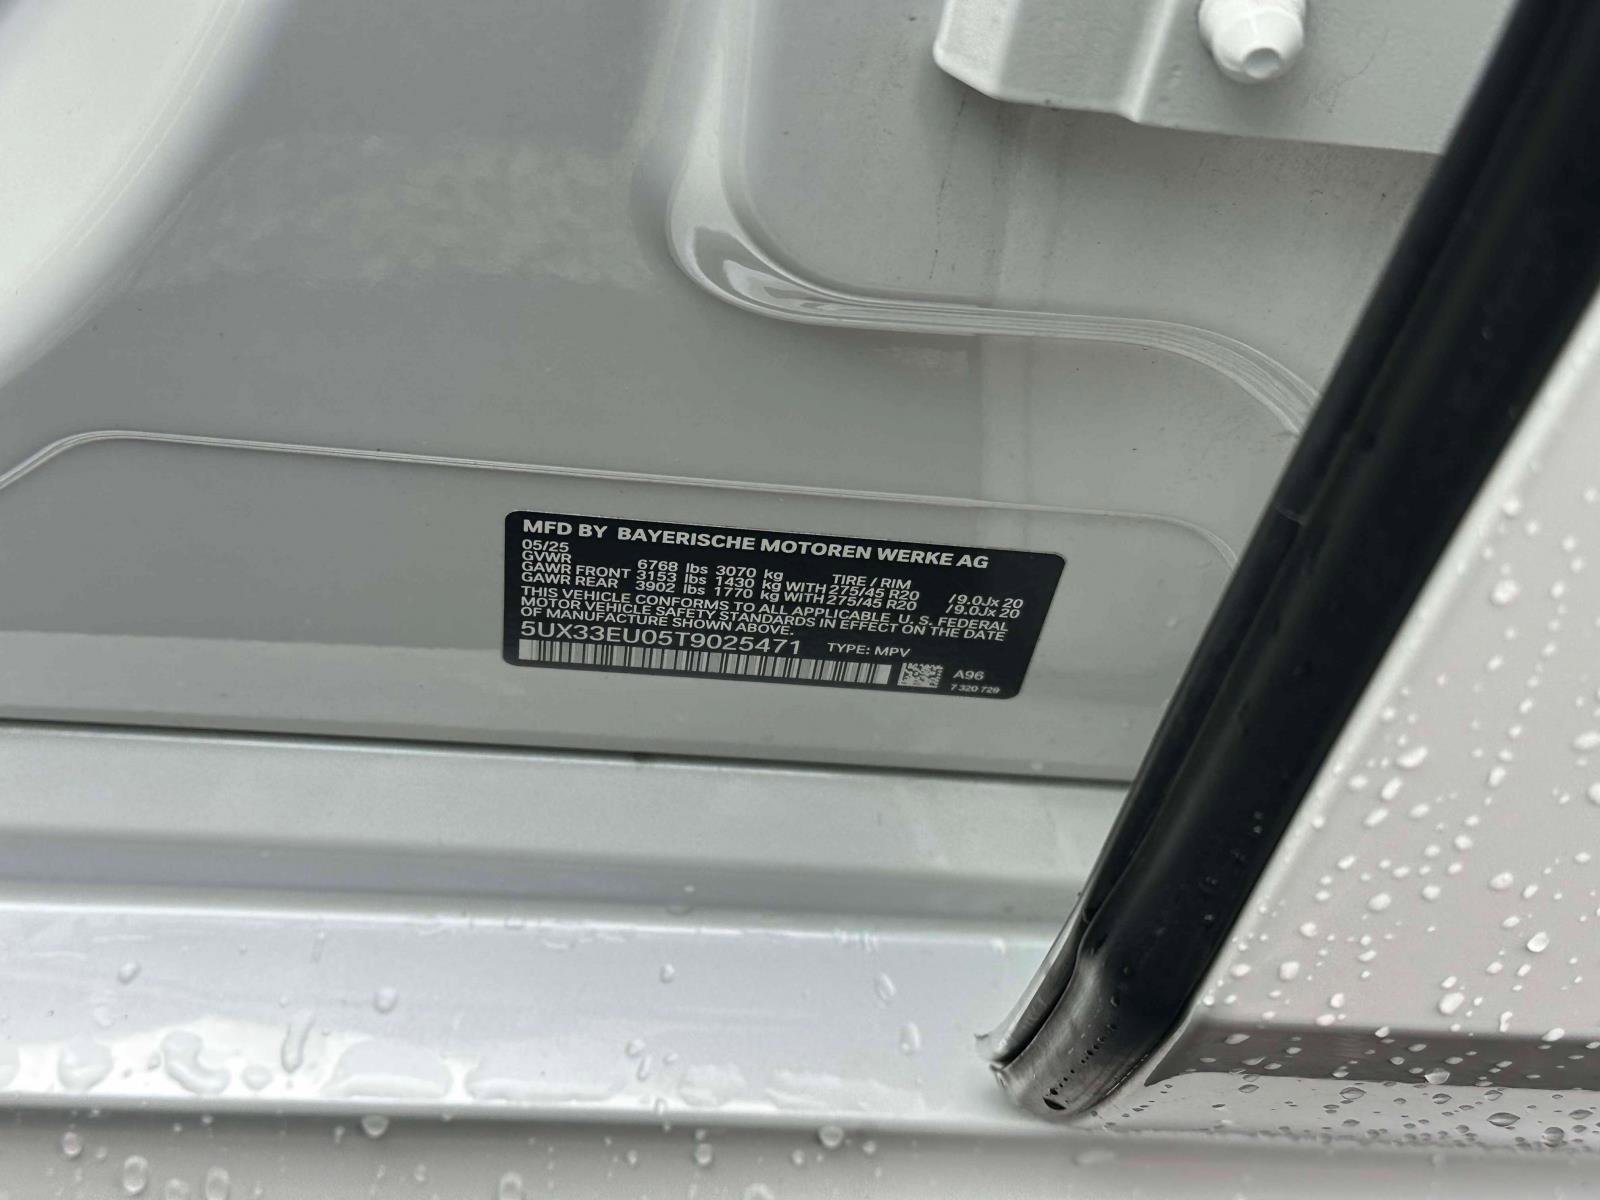 MFD BY BAYERISCHE MOTOREN WERKE AG
05/25
GVWR 6768 lbs 3070 kg TIRE / RIM
GAWR FRONT 3153 lbs 1430 kg WITH 275/45 R20 / 9.0Jx 20
GAWR REAR 3902 lbs 1770 kg WITH 275/45 R20 / 9.0Jx 20
THIS VEHICLE CONFORMS TO ALL APPLICABLE U. S. FEDERAL
MOTOR VEHICLE SAFETY STANDARDS IN EFFECT ON THE DATE
OF MANUFACTURE SHOWN ABOVE.
5UX33EU05T9025471 TYPE: MPV
A96
7 320 729